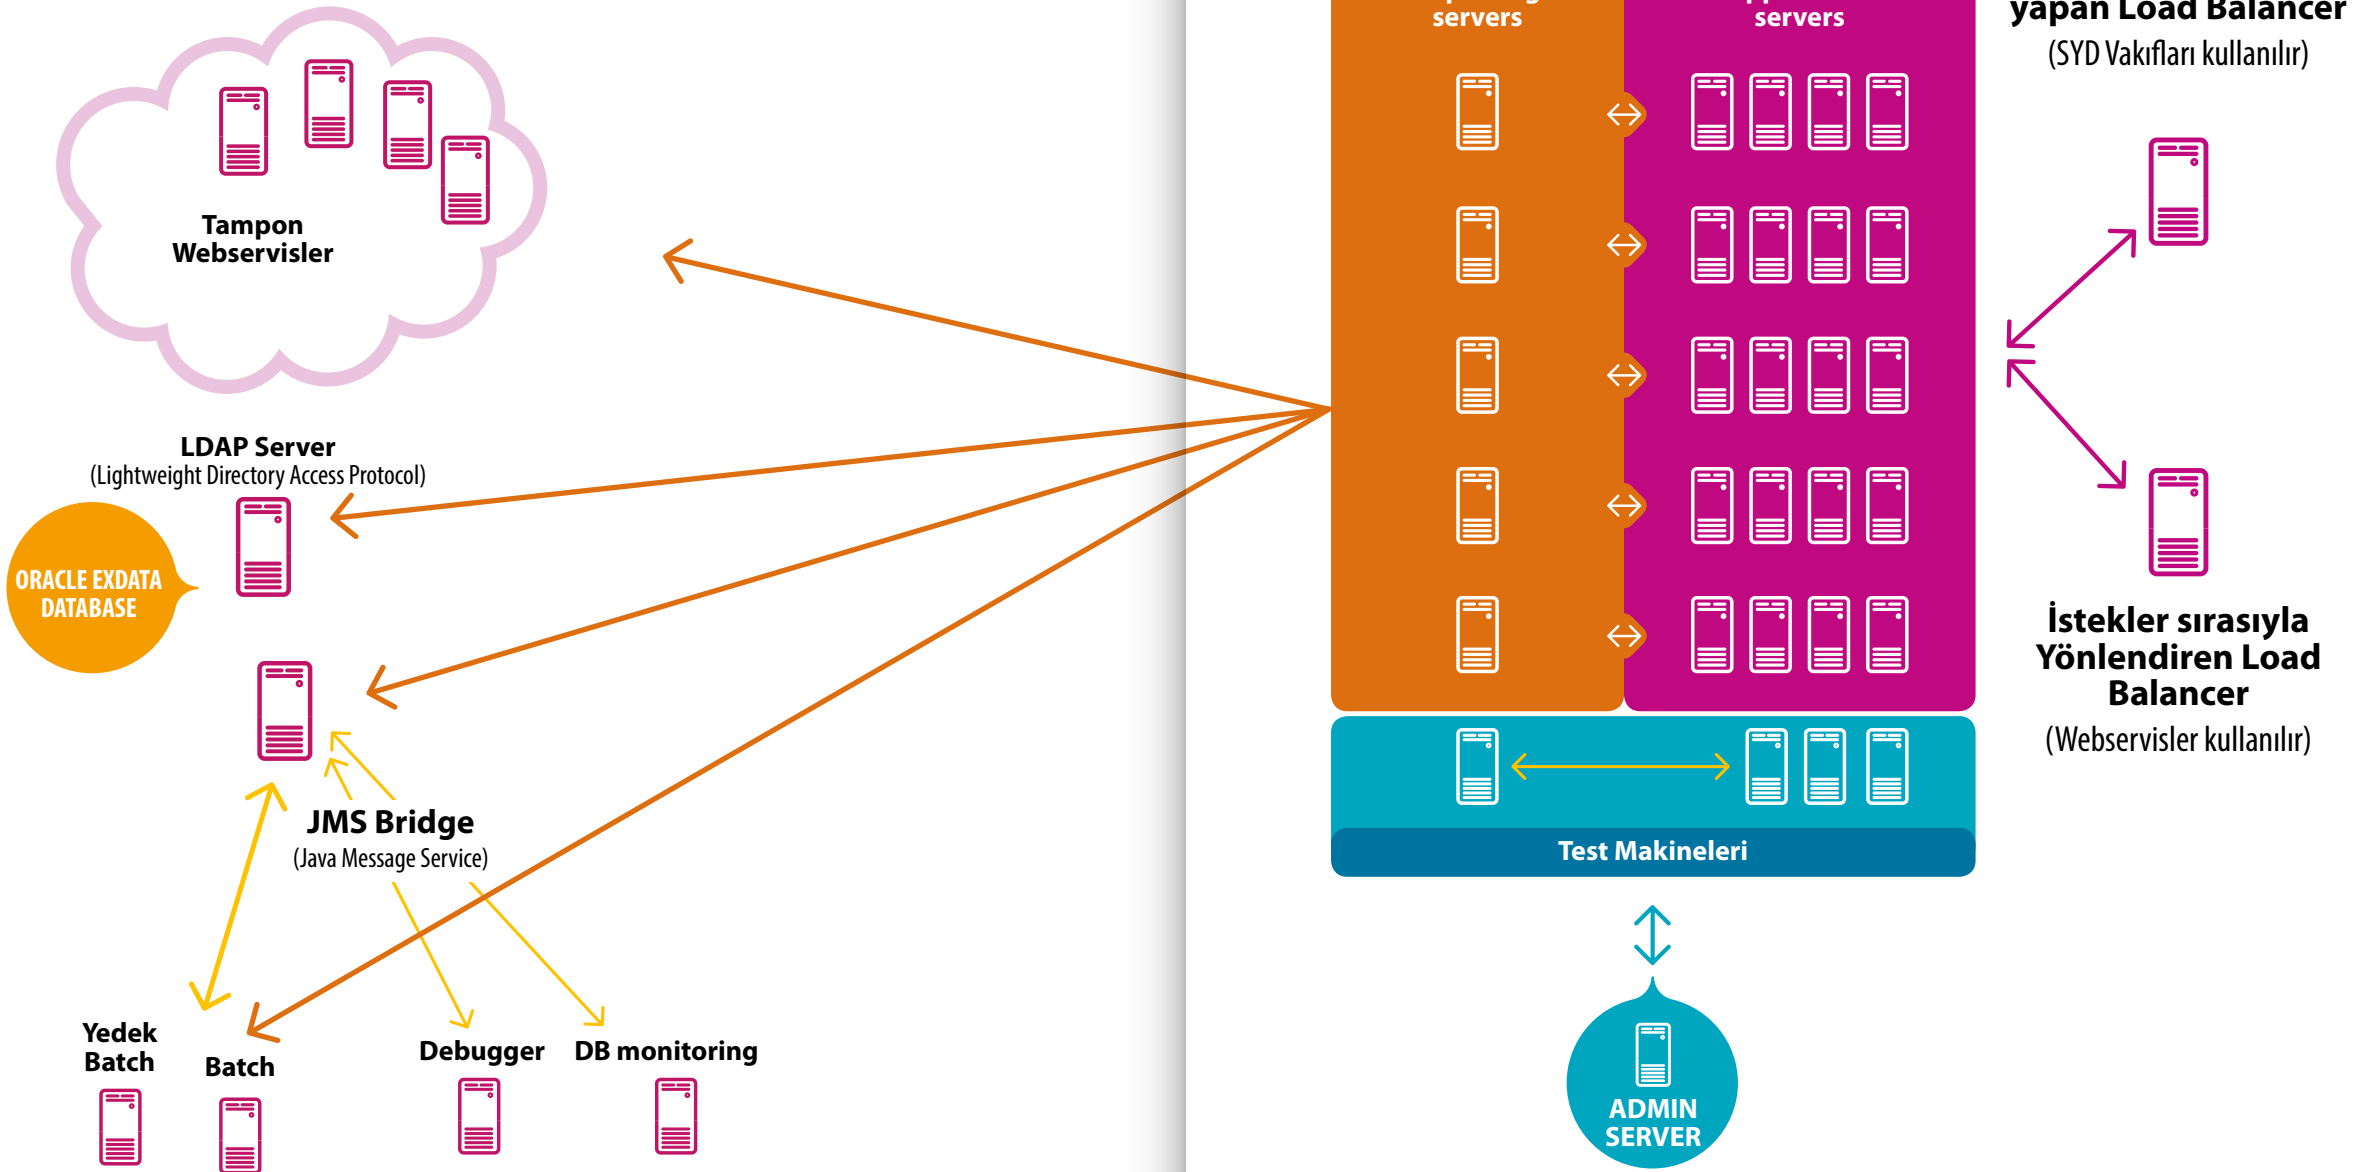 Tampon
Webservisler
LDAP Server
(Lightweight Directory Access Protocol)
ORACLE EXDATA
DATABASE
JMS Bridge
(Java Message Service)
Yedek
Batch
Batch
Debugger
DB monitoring
servers
servers
Test Makineleri
ADMIN
SERVER
yapan Load Balancer
(SYD Vakıfları kullanılır)
İstekler sırasıyla
Yönlendiren Load
Balancer
(Webservisler kullanılır)